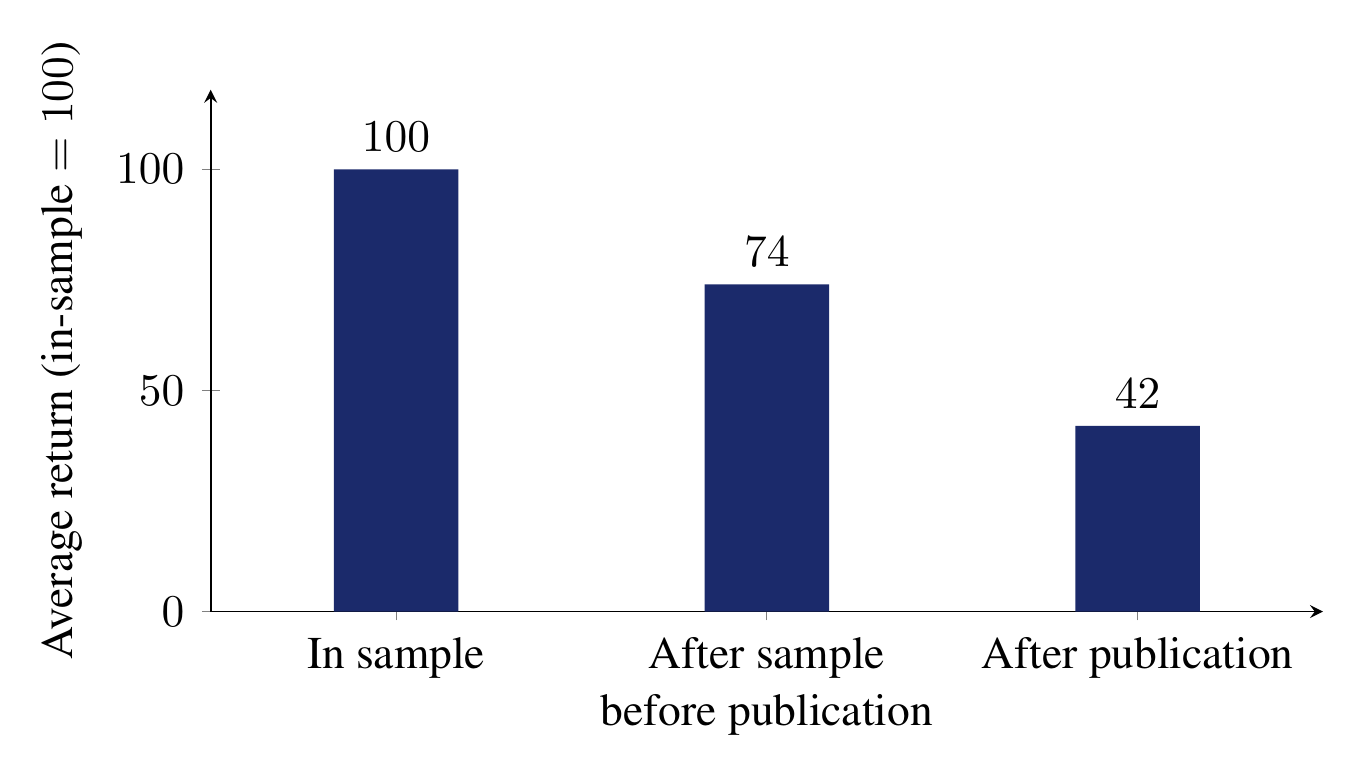 Average return (in-sample = 100)
100
50
0
100
74
42
In sample
After sample
before publication
After publication